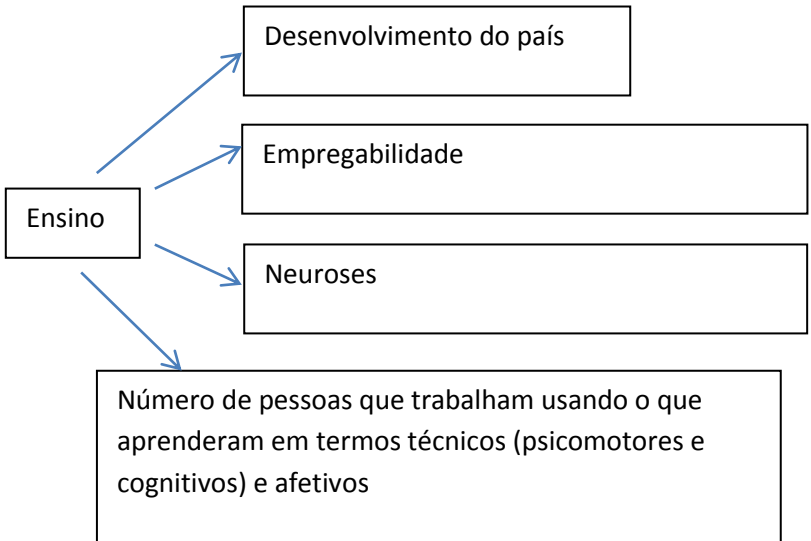 Desenvolvimento do país
Empregabilidade
Ensino
Neuroses
Número de pessoas que trabalham usando o que
aprenderam em termos técnicos (psicomotores e
cognitivos) e afetivos